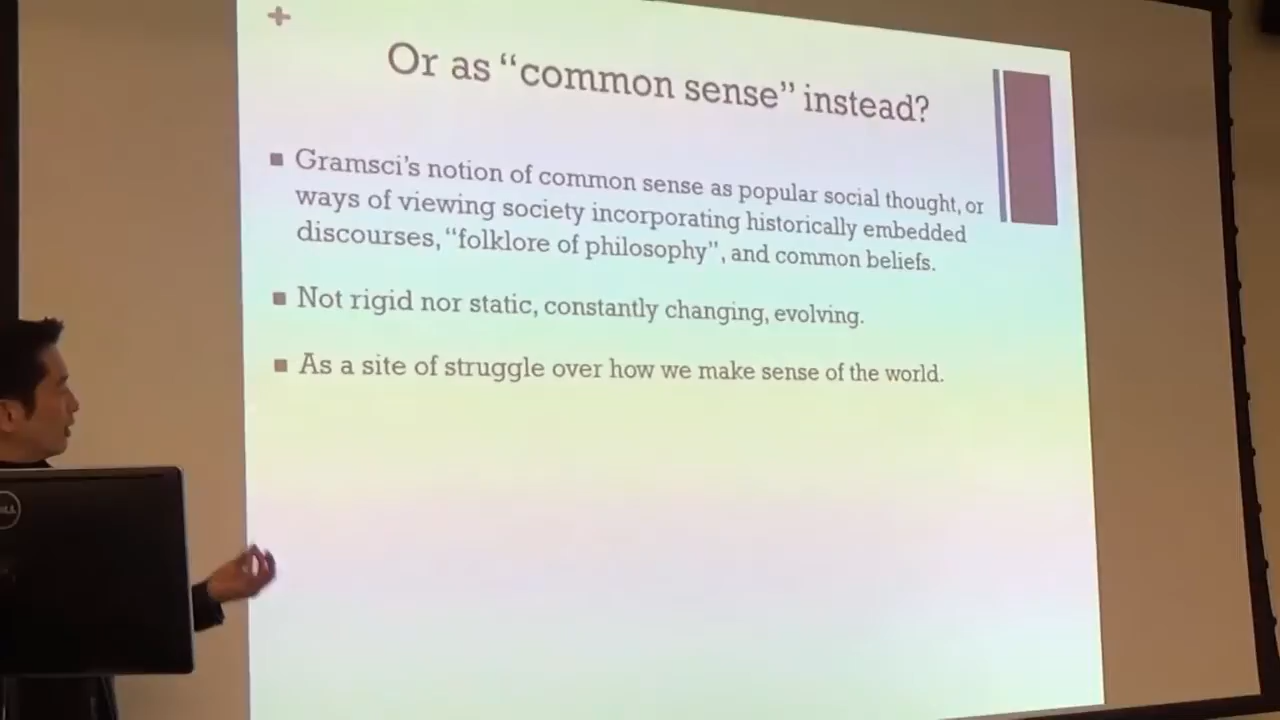 +
Or as “common sense” instead?
■ Gramsci’s notion of common sense as popular social thought, or
ways of viewing society incorporating historically embedded
discourses, “folklore of philosophy”, and common beliefs.
■ Not rigid nor static, constantly changing, evolving.
■ As a site of struggle over how we make sense of the world.